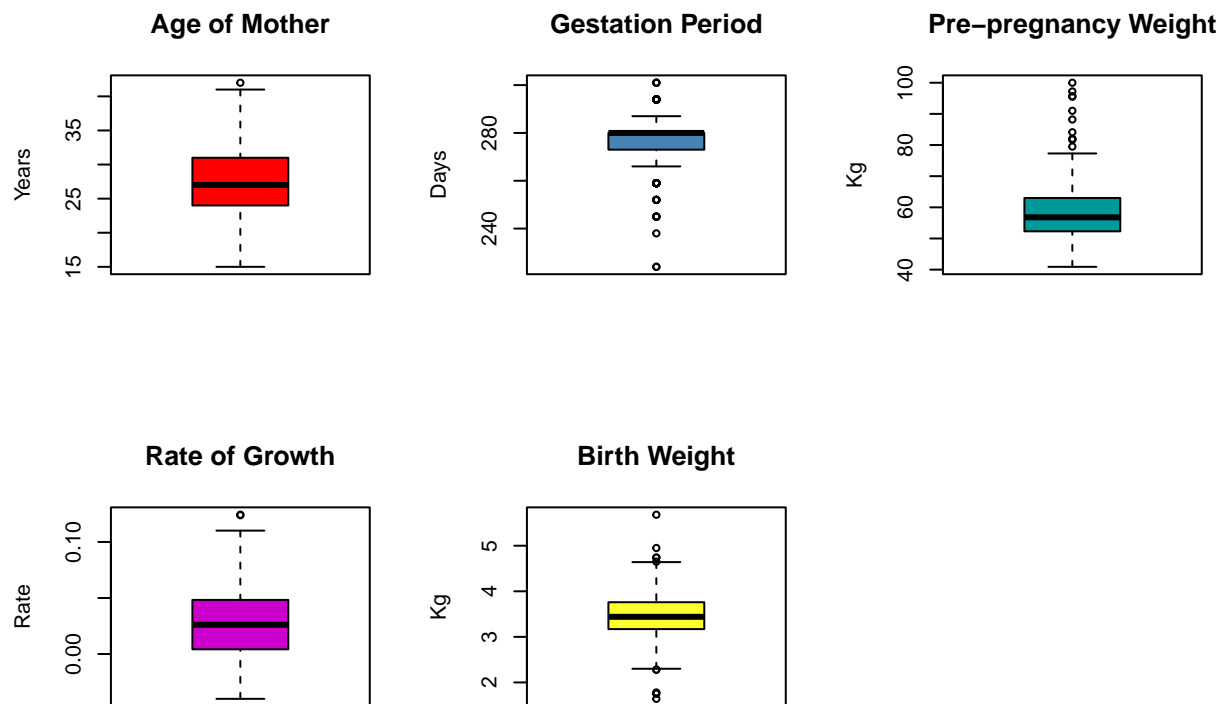 Age of Mother
Years
15
25
35
Gestation Period
Days
240
280
Pre−pregnancy Weight
Kg
40
60
80
100
Rate of Growth
Rate
0.00
0.10
Birth Weight
Kg
2
3
4
5